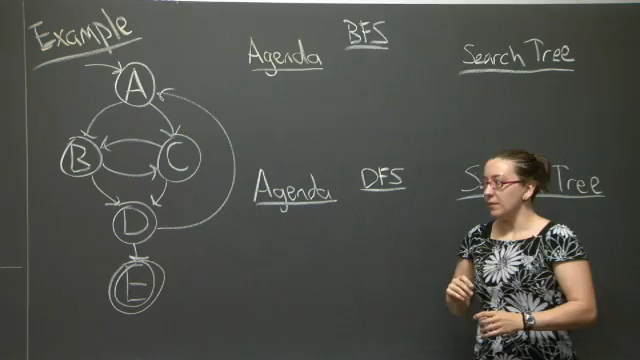 Example
BFS
Agenda
Search Tree
A
B
C
DFS
Agenda
Tree
D
E